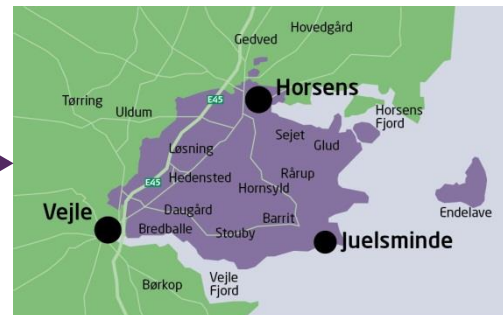 Hovedgård
Gedved
Horsens
E45
Tørring
Uldum
Horsens
Fjord
Sejet
Glud
Løsning
Rårup
E45
Hedensted
Hornsyld
Endelave
Vejle
Daugård
Barrit
Bredballe
Stouby
Juelsminde
Børkop
Vejle
Fjord